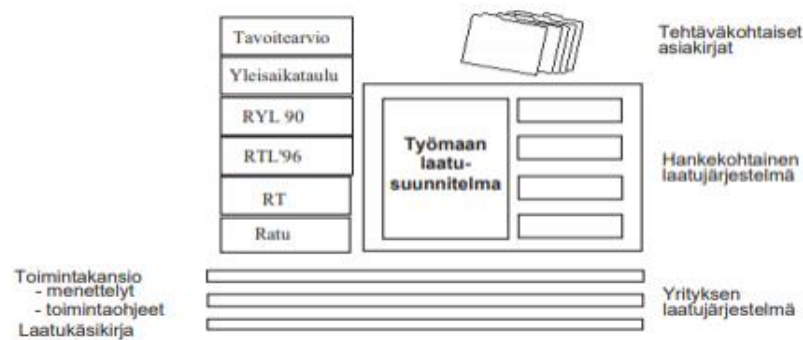 Tavoitearvio
Yleisaikataulu
RYL 90
RTL'96
RT
Ratu
Työmaan
laatu-
suunnitelma
Tehtäväkohtaiset
asiakirjat
Hankekohtainen
laatujärjestelmä
Toimintakansio
- menettelyt
- toimintaohjeet
Laatukäsikirja
Yrityksen
laatujärjestelmä